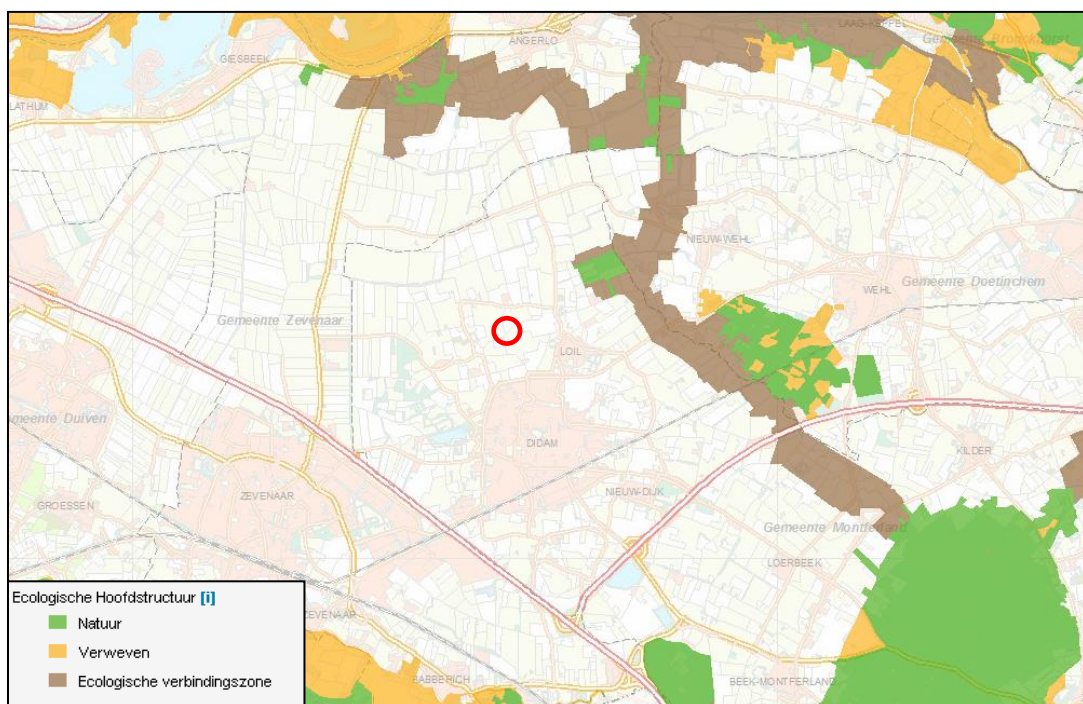 LAAG-KEPPEL
Gemeente Bronckhorst
ANGERLO
GIESBEEK
LATHUM
NIEUW-WEHL
Gemeente Doetinchem
WEHL
Gemeente Zevenaar
LOIL
Gemeente Duiven
DIDAM
KILDER
ZEVENAAR
NIEUW-DIJK
GROESSEN
Gemeente Montferland
LOERBEEK
Ecologische Hoofdstructuur [i]
Natuur
Verweven
Ecologische verbindingszone
ZEVENAAR
BABBERICH
BEEK-MONTFERLAND